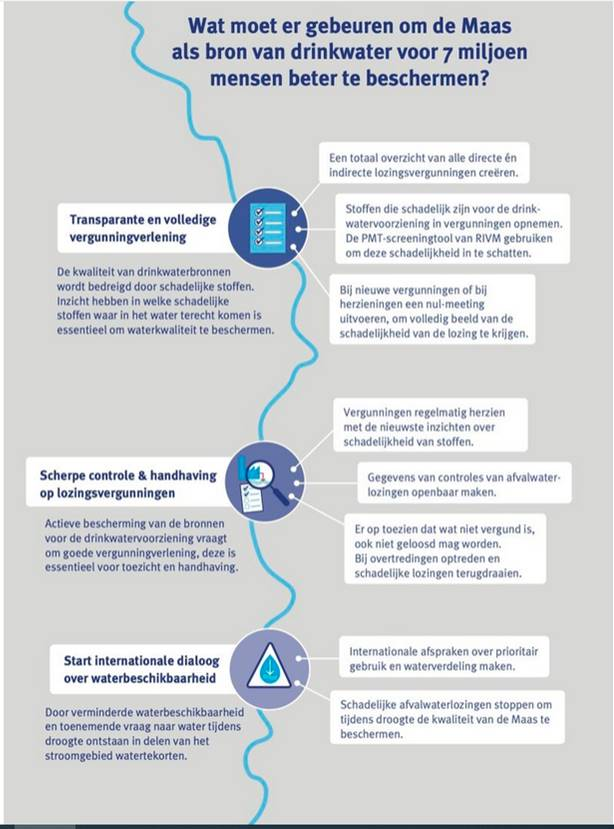 Wat moet er gebeuren om de Maas
als bron van drinkwater voor 7 miljoen
mensen beter te beschermen?
Transparante en volledige
vergunningverlening
De kwaliteit van drinkwaterbronnen
wordt bedreigd door schadelijke stoffen.
Inzicht hebben in welke schadelijke
stoffen waar in het water terecht komen is
essentieel om waterkwaliteit te beschermen.
Een totaal overzicht van alle directe én
indirecte lozingsvergunningen creëren.
Stoffen die schadelijk zijn voor de drink-
watervoorziening in vergunningen opnemen.
De PMT-screeningtool van RIVM gebruiken
om deze schadelijkheid in te schatten.
Bij nieuwe vergunningen of bij
herzieningen een nul-meeting
uitvoeren, om volledig beeld van de
schadelijkheid van de lozing te krijgen.
Scherpe controle & handhaving
op lozingsvergunningen
Actieve bescherming van de bronnen
voor de drinkwatervoorziening vraagt
om goede vergunningverlening, deze is
essentieel voor toezicht en handhaving.
Vergunningen regelmatig herzien
met de nieuwste inzichten over
schadelijkheid van stoffen.
Gegevens van controles van afvalwater-
lozingen openbaar maken.
Er op toezien dat wat niet vergund is,
ook niet geloosd mag worden.
Bij overtredingen optreden en
schadelijke lozingen terugdraaien.
Start internationale dialoog
over waterbeschikbaarheid
Door verminderde waterbeschikbaarheid
en toenemende vraag naar water tijdens
droogte ontstaan in delen van het
stroomgebied watertekorten.
Internationale afspraken over prioritair
gebruik en waterverdeling maken.
Schadelijke afvalwaterlozingen stoppen om
tijdens droogte de kwaliteit van de Maas te
beschermen.